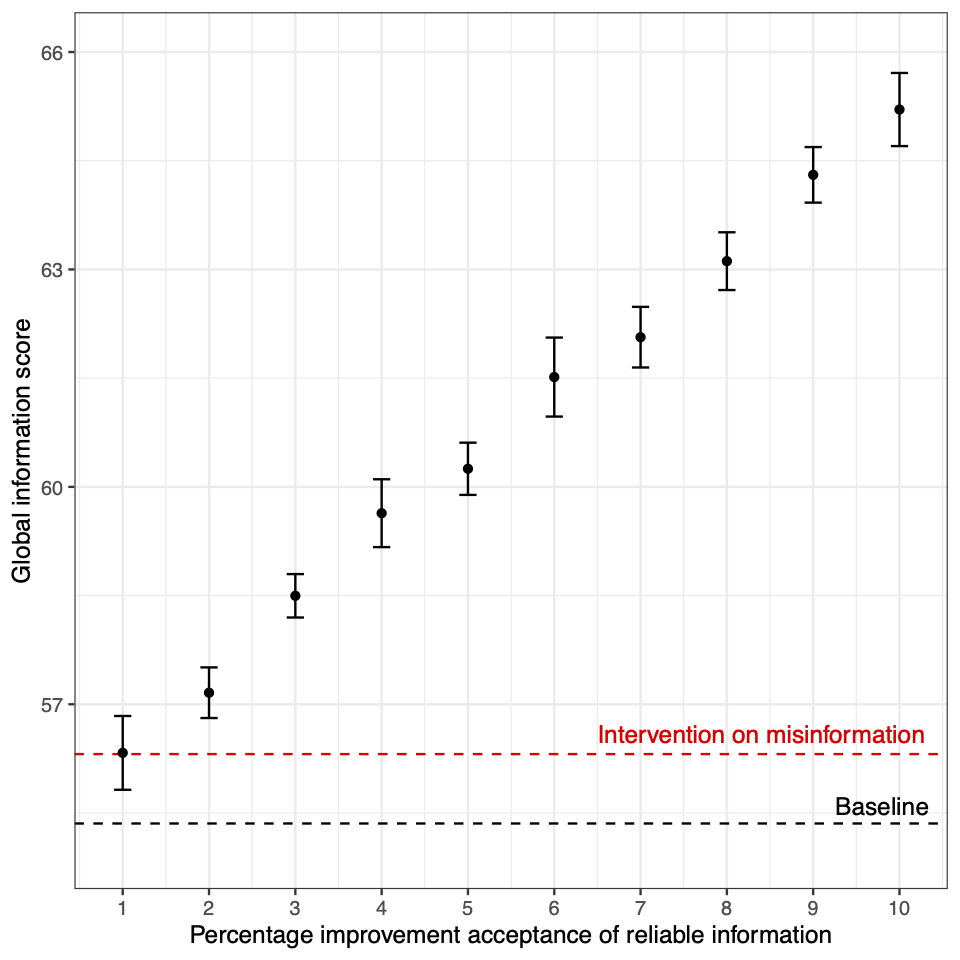 66
63
60
57
Global information score
Intervention on misinformation
Baseline
1 2 3 4 5 6 7 8 9 10
Percentage improvement acceptance of reliable information